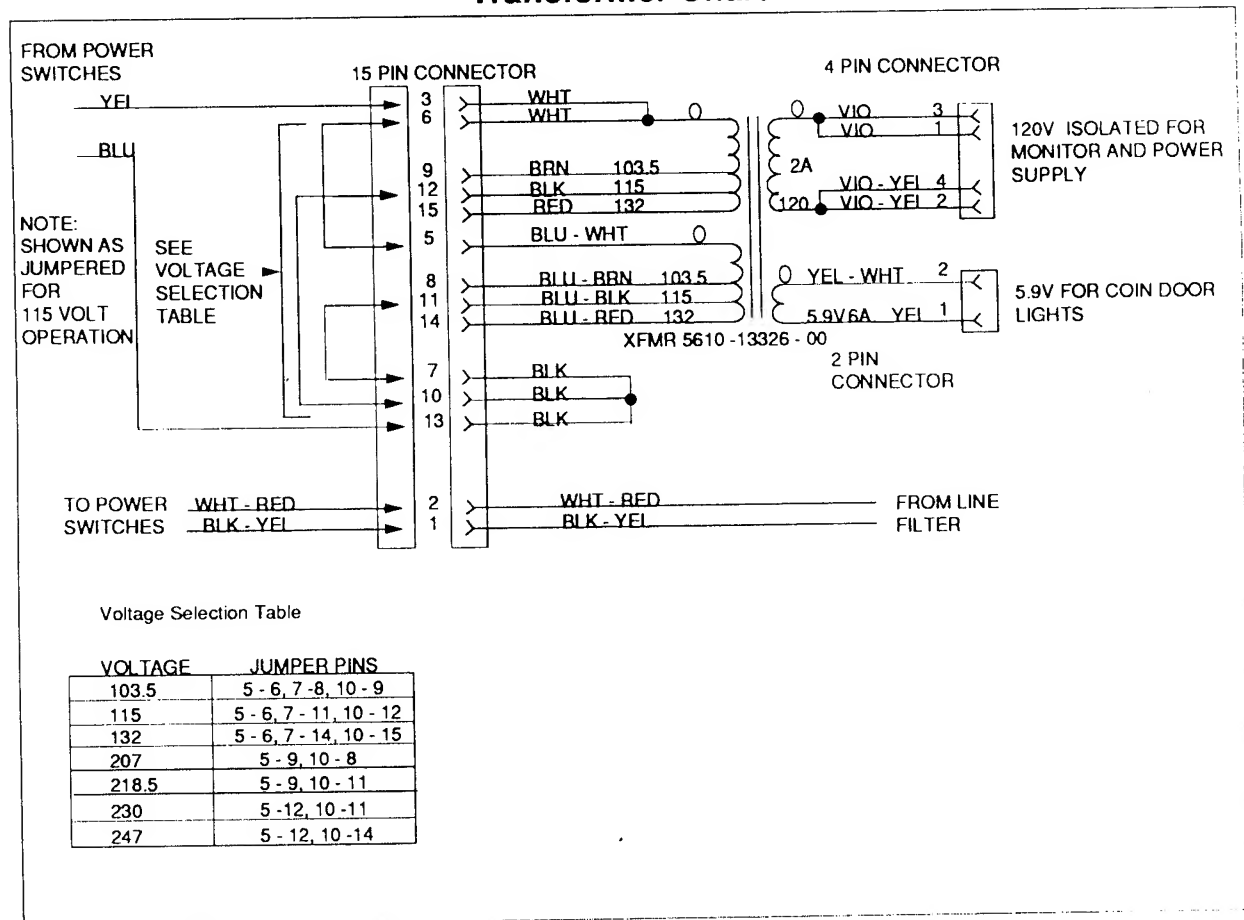 FROM POWER
SWITCHES
YEL
BLU
NOTE:
SHOWN AS
JUMPERED
FOR
115 VOLT
OPERATION
SEE
VOLTAGE
SELECTION
TABLE
15 PIN CONNECTOR
3 WHT
6 WHT 0
9 BRN 103.5
12 BLK 115
15 RED 132
5 BLU - WHT 0
8 BLU - BRN 103.5
11 BLU - BLK 115
14 BLU - RED 132
XFMR 5610 -13326 - 00
7 BLK
10 BLK
13 BLK
4 PIN CONNECTOR
0 VIO 3
VIO 1
2A
VIO - YEL 4
120 VIO - YEL 2
120V ISOLATED FOR
MONITOR AND POWER
SUPPLY
0 YEL - WHT 2
5.9V6A YEL 1
5.9V FOR COIN DOOR
LIGHTS
2 PIN
CONNECTOR
TO POWER
SWITCHES
WHT - RED 2 WHT - RED
BLK - YEL 1 BLK - YEL
FROM LINE
FILTER
Voltage Selection Table
VOLTAGE JUMPER PINS
103.5 5 - 6, 7 -8, 10 - 9
115 5 - 6, 7 - 11, 10 - 12
132 5 - 6, 7 - 14, 10 - 15
207 5 - 9, 10 - 8
218.5 5 - 9, 10 - 11
230 5 -12, 10 -11
247 5 - 12, 10 -14